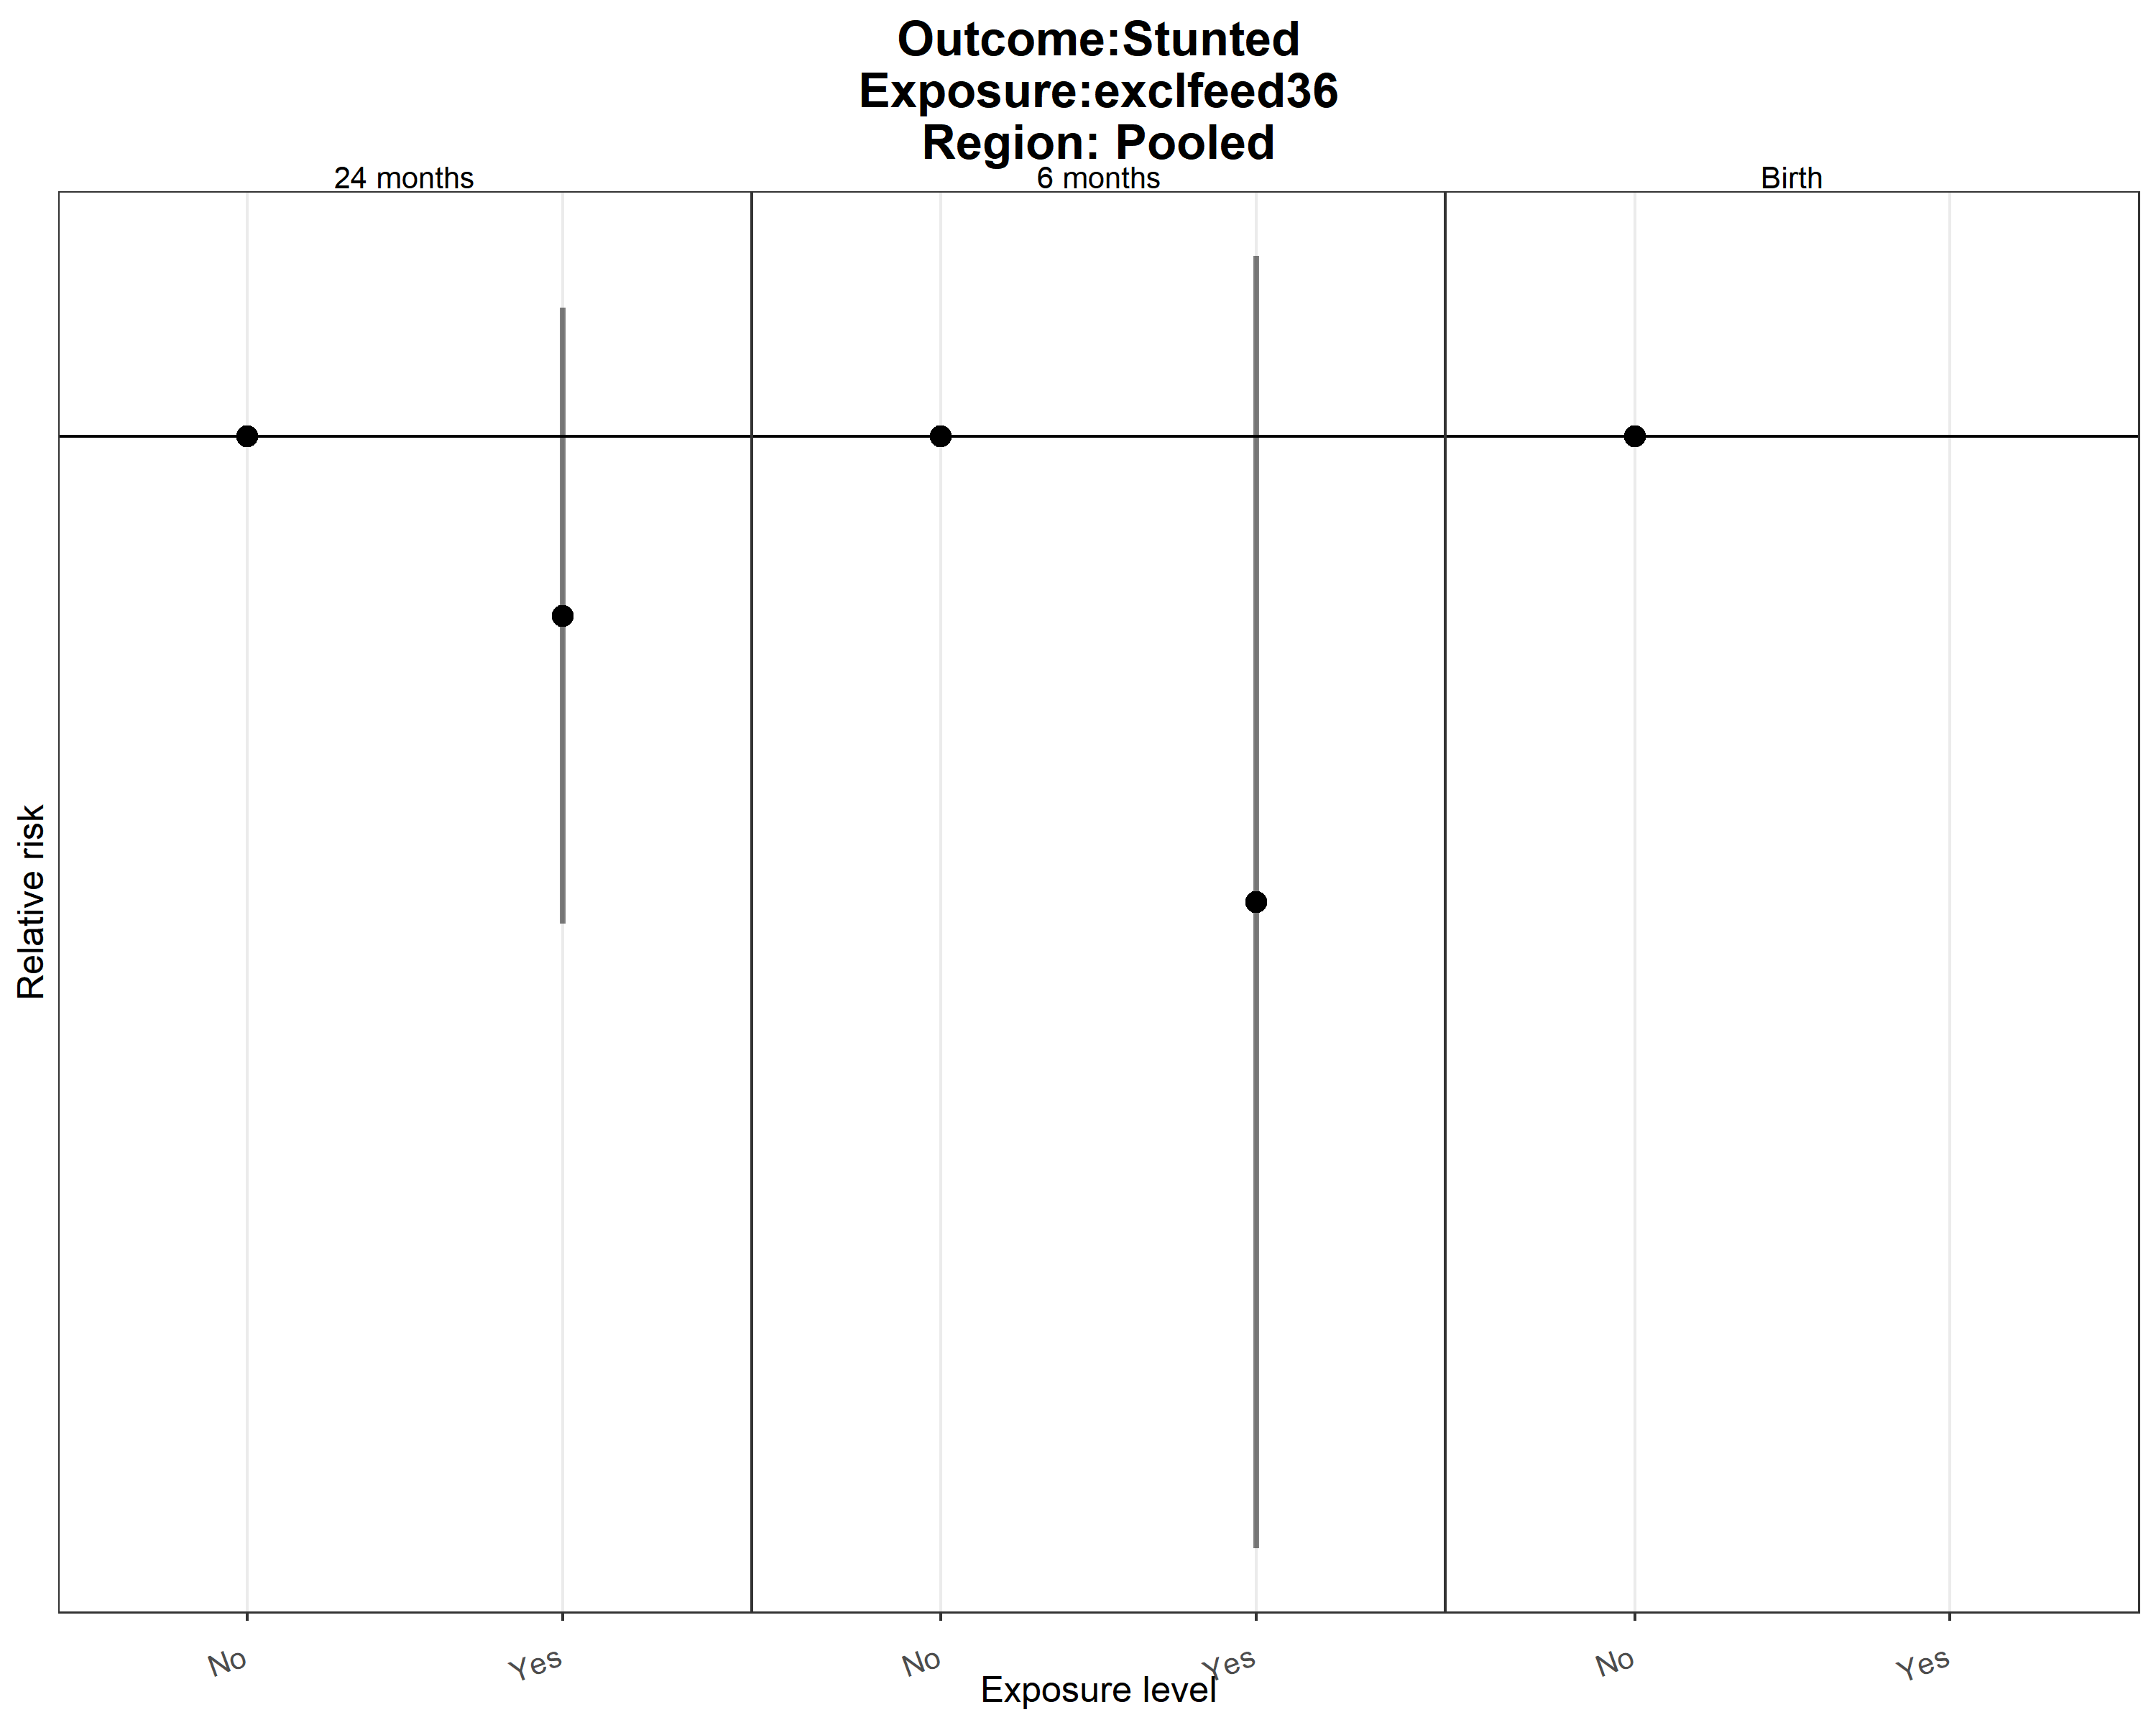 Outcome:Stunted
Exposure:exclfeed36
Region: Pooled
24 months
6 months
Birth
Relative risk
No
Yes
No
Yes
No
Yes
Exposure level